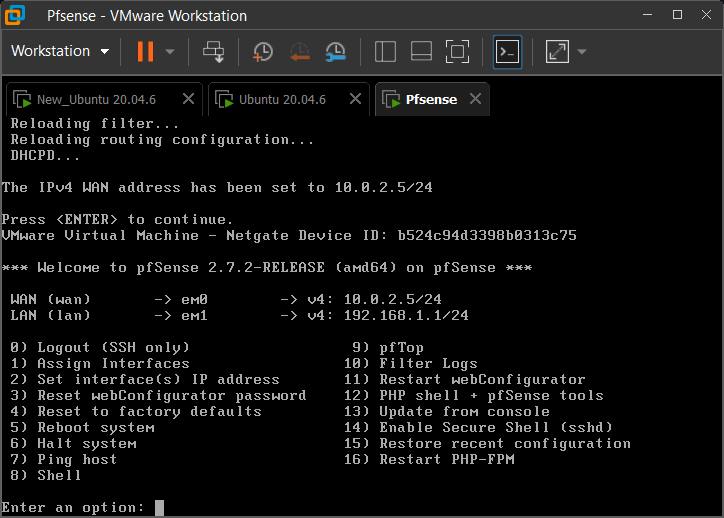 Pfsense - VMware Workstation
Workstation
New_Ubuntu 20.04.6 Ubuntu 20.04.6 Pfsense
Reloading filter...
Reloading routing configuration...
DHCPD...
The IPv4 WAN address has been set to 10.0.2.5/24
Press <ENTER> to continue.
VMware Virtual Machine - Netgate Device ID: b524c94d3398b0313c75
*** Welcome to pfSense 2.7.2-RELEASE (amd64) on pfSense ***
WAN (wan) -> em0 -> v4: 10.0.2.5/24
LAN (lan) -> em1 -> v4: 192.168.1.1/24
0) Logout (SSH only) 9) pfTop
1) Assign Interfaces 10) Filter Logs
2) Set interface(s) IP address 11) Restart webConfigurator
3) Reset webConfigurator password 12) PHP shell + pfSense tools
4) Reset to factory defaults 13) Update from console
5) Reboot system 14) Enable Secure Shell (sshd)
6) Halt system 15) Restore recent configuration
7) Ping host 16) Restart PHP-FPM
8) Shell
Enter an option: